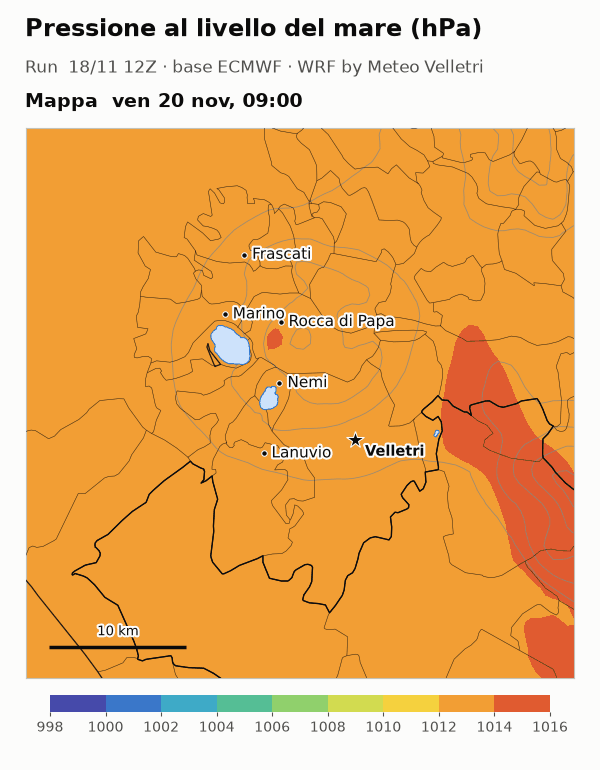 Pressione al livello del mare (hPa)
Run 18/11 12Z · base ECMWF · WRF by Meteo Velletri
Mappa ven 20 nov, 09:00
Frascati
Marino
Rocca di Papa
Nemi
Velletri
Lanuvio
10 km
998 1000 1002 1004 1006 1008 1010 1012 1014 1016